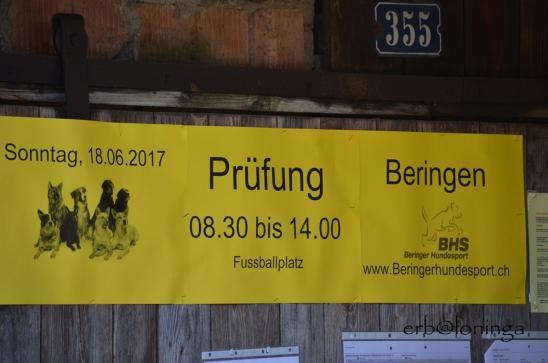 355
Sonntag, 18.06.2017
Prüfung
08.30 bis 14.00
Fussballplatz
Beringen
BHS
Beringer Hundesport
www.Beringerhundesport.ch
erb@loninga